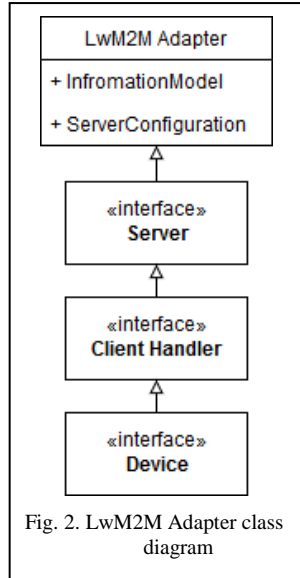 LwM2M Adapter
+ InfromationModel
+ ServerConfiguration
«interface»
Server
«interface»
Client Handler
«interface»
Device
Fig. 2. LwM2M Adapter class
diagram